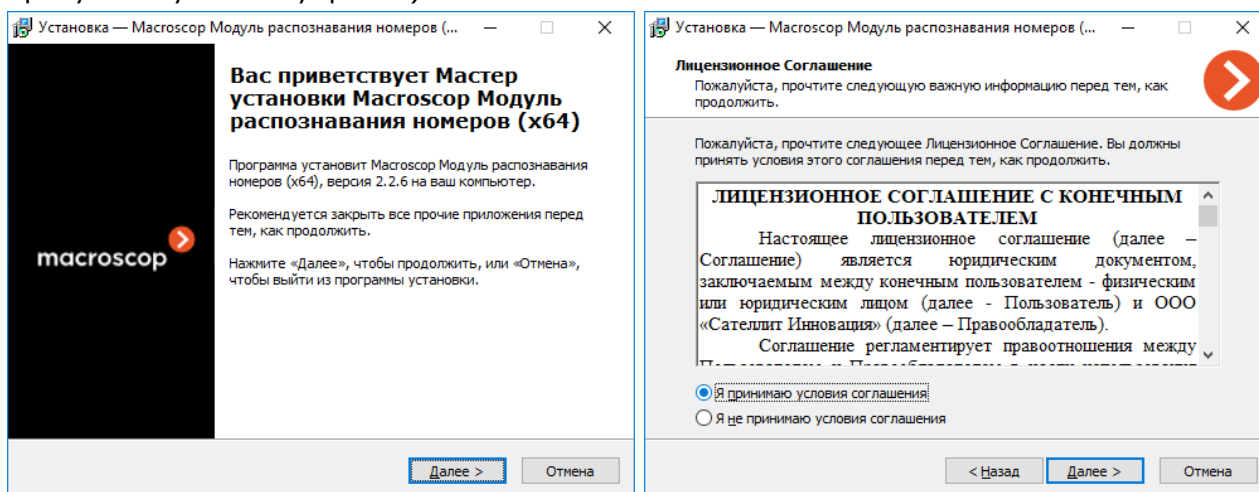 Установка — Macroscop Модуль распознавания номеров (...
Вас приветствует Мастер
установки Macroscop Модуль
распознавания номеров (x64)
Программа установит Macroscop Модуль распознавания
номеров (x64), версия 2.2.6 на ваш компьютер.
Рекомендуется закрыть все прочие приложения перед
тем, как продолжить.
Нажмите «Далее», чтобы продолжить, или «Отмена»,
чтобы выйти из программы установки.
macroscop
Далее >
Отмена
Установка — Macroscop Модуль распознавания номеров (...
Лицензионное Соглашение
Пожалуйста, прочтите следующую важную информацию перед тем, как
продолжить.
Пожалуйста, прочтите следующее Лицензионное Соглашение. Вы должны
принять условия этого соглашения перед тем, как продолжить.
ЛИЦЕНЗИОННОЕ СОГЛАШЕНИЕ С КОНЕЧНЫМ
ПОЛЬЗОВАТЕЛЕМ
Настоящее лицензионное соглашение (далее –
Соглашение) является юридическим документом,
заключаемым между конечным пользователем - физическим
или юридическим лицом (далее - Пользователь) и ООО
«Сателлит Инновация» (далее – Правообладатель).
Соглашение регламентирует правоотношения между
Я принимаю условия соглашения
Я не принимаю условия соглашения
< Назад
Далее >
Отмена